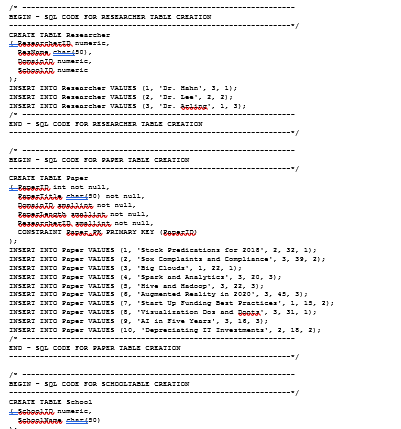 /* ----------------------------------------------------------------
BEGIN - SQL CODE FOR RESEARCHER TABLE CREATION
----------------------------------------------------------------*/
CREATE TABLE Researcher
( ResearcherID numeric,
ResName char(50),
DomainID numeric,
SchoolID numeric
);
INSERT INTO Researcher VALUES (1, 'Dr. Hahn', 3, 1);
INSERT INTO Researcher VALUES (2, 'Dr. Lee', 2, 2);
INSERT INTO Researcher VALUES (3, 'Dr. Arling', 1, 3);
/* ----------------------------------------------------------------
END - SQL CODE FOR RESEARCHER TABLE CREATION
----------------------------------------------------------------*/
/* ----------------------------------------------------------------
BEGIN - SQL CODE FOR PAPER TABLE CREATION
----------------------------------------------------------------*/
CREATE TABLE Paper
( PaperID int not null,
PaperTitle char(50) not null,
DomainID smallint not null,
PaperLength smallint not null,
ResearcherID smallint not null,
CONSTRAINT Paper_PK PRIMARY KEY (PaperID)
);
INSERT INTO Paper VALUES (1, 'Stock Predications for 2018', 2, 32, 1);
INSERT INTO Paper VALUES (2, 'Sox Complaints and Compliance', 3, 39, 2);
INSERT INTO Paper VALUES (3, 'Big Clouds', 1, 22, 1);
INSERT INTO Paper VALUES (4, 'Spark and Analytics', 3, 20, 3);
INSERT INTO Paper VALUES (5, 'Hive and Hadoop', 3, 22, 3);
INSERT INTO Paper VALUES (6, 'Augmented Reality in 2020', 3, 45, 3);
INSERT INTO Paper VALUES (7, 'Start Up Funding Best Practices', 1, 15, 2);
INSERT INTO Paper VALUES (8, 'Visualization Dos and Donts', 3, 31, 1);
INSERT INTO Paper VALUES (9, 'AI in Five Years', 3, 16, 3);
INSERT INTO Paper VALUES (10, 'Depreciating IT Investments', 2, 18, 2);
/* ----------------------------------------------------------------
END - SQL CODE FOR PAPER TABLE CREATION
----------------------------------------------------------------*/
/* ----------------------------------------------------------------
BEGIN - SQL CODE FOR SCHOOLTABLE CREATION
----------------------------------------------------------------*/
CREATE TABLE School
( SchoolID numeric,
SchoolName char(50)